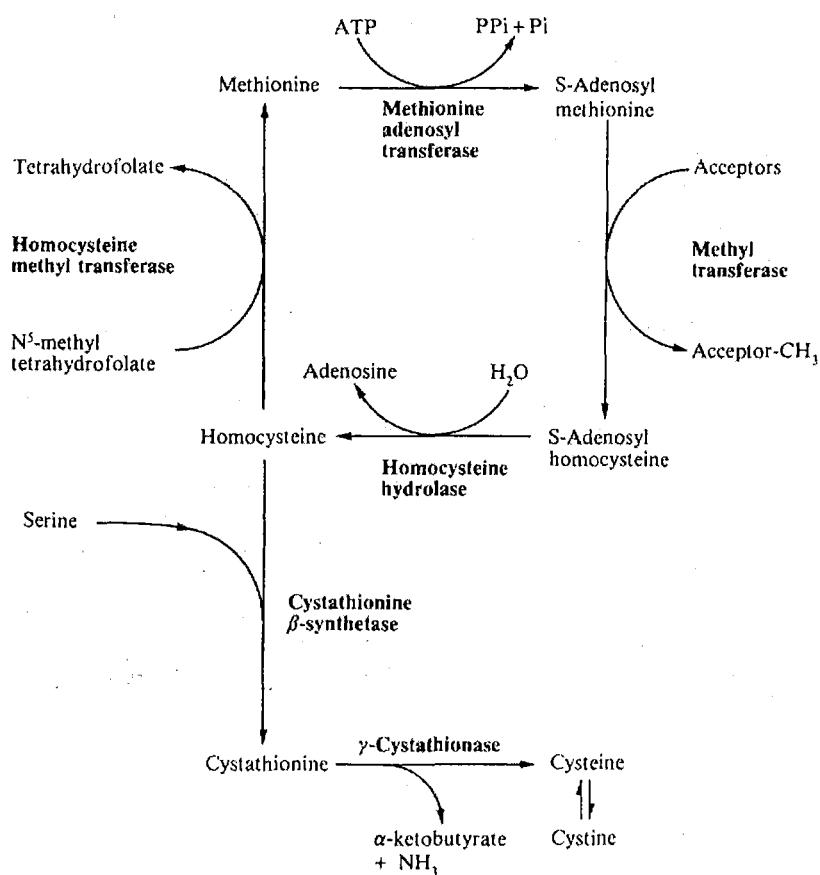 ATP
PPi + Pi
Methionine
Methionine
adenosyl
transferase
S-Adenosyl
methionine
Tetrahydrofolate
Acceptors
Homocysteine
methyl transferase
Methyl
transferase
N⁵-methyl
tetrahydrofolate
Acceptor-CH₃
Adenosine
H₂O
Homocysteine
Homocysteine
hydrolase
S-Adenosyl
homocysteine
Serine
Cystathionine
β-synthetase
Cystathionine
γ-Cystathionase
Cysteine
α-ketobutyrate
+ NH₃
Cystine